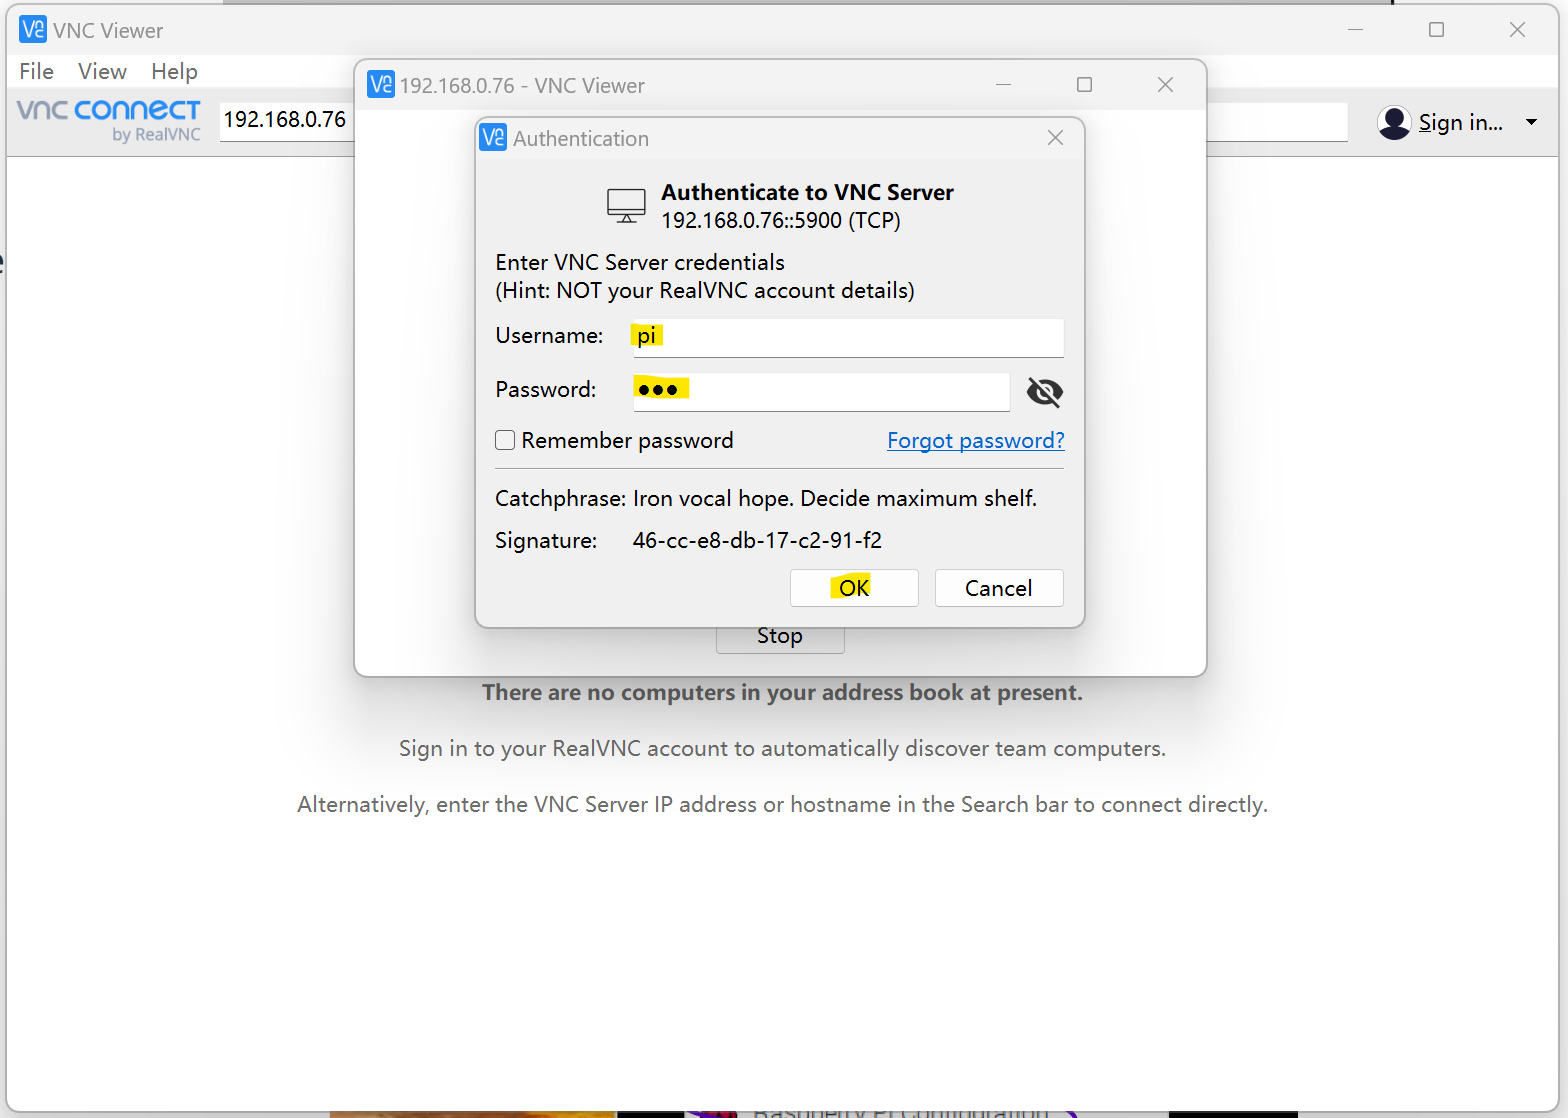 VNC Viewer
File View Help
192.168.0.76 - VNC Viewer
vnc connect
by RealVNC
192.168.0.76
Sign in...
Authentication
Authenticate to VNC Server
192.168.0.76::5900 (TCP)
Enter VNC Server credentials
(Hint: NOT your RealVNC account details)
Username: pi
Password: ●●●
Remember password Forgot password?
Catchphrase: Iron vocal hope. Decide maximum shelf.
Signature: 46-cc-e8-db-17-c2-91-f2
OK Cancel
Stop
There are no computers in your address book at present.
Sign in to your RealVNC account to automatically discover team computers.
Alternatively, enter the VNC Server IP address or hostname in the Search bar to connect directly.
Raspberry Pi Configuration